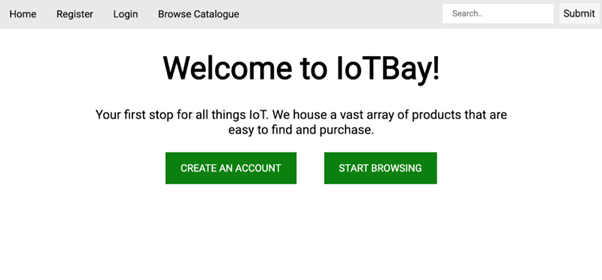 Home Register Login Browse Catalogue Search.. Submit
Welcome to IoTBay!
Your first stop for all things IoT. We house a vast array of products that are
easy to find and purchase.
CREATE AN ACCOUNT START BROWSING